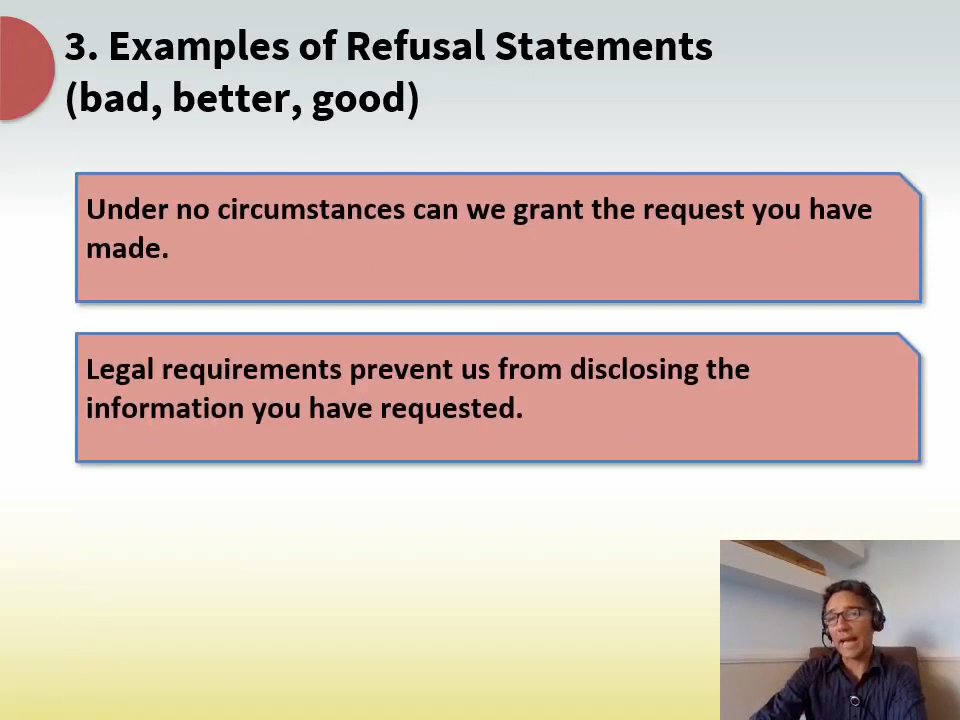 3. Examples of Refusal Statements
(bad, better, good)
Under no circumstances can we grant the request you have
made.
Legal requirements prevent us from disclosing the
information you have requested.